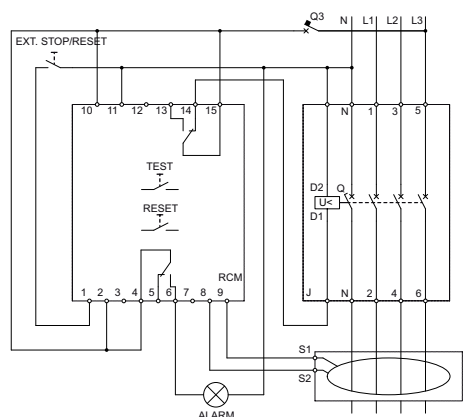 Q3 N L1 L2 L3
EXT. STOP/RESET
10 11 12 13 14 15 N 1 3 5
TEST
D2 Q
U<
D1
RESET
RCM
1 2 3 4 5 6 7 8 9 J N 2 4 6
S1
S2
ALARM